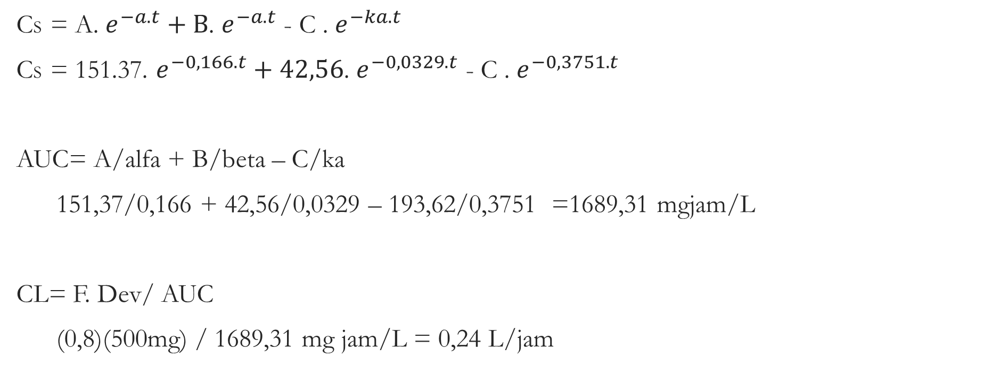 Cs = A. e^−a.t + B. e^−a.t - C . e^−ka.t
Cs = 151.37. e^−0,166.t + 42,56. e^−0,0329.t - C . e^−0,3751.t
AUC= A/alfa + B/beta – C/ka
151,37/0,166 + 42,56/0,0329 – 193,62/0,3751 =1689,31 mgjam/L
CL= F. Dev/ AUC
(0,8)(500mg) / 1689,31 mg jam/L = 0,24 L/jam